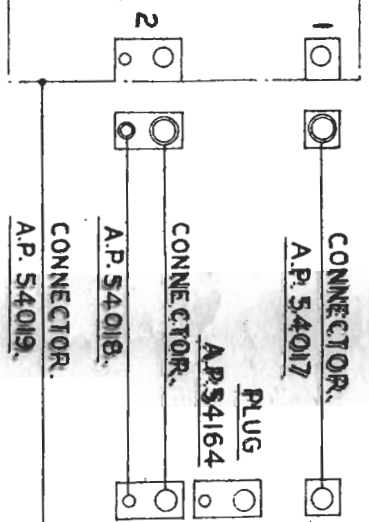 1
CONNECTOR.
A.P. 54017
PLUG
A.P.54164
2
CONNECTOR.
A.P. 54018.
CONNECTOR.
A.P. 54019.